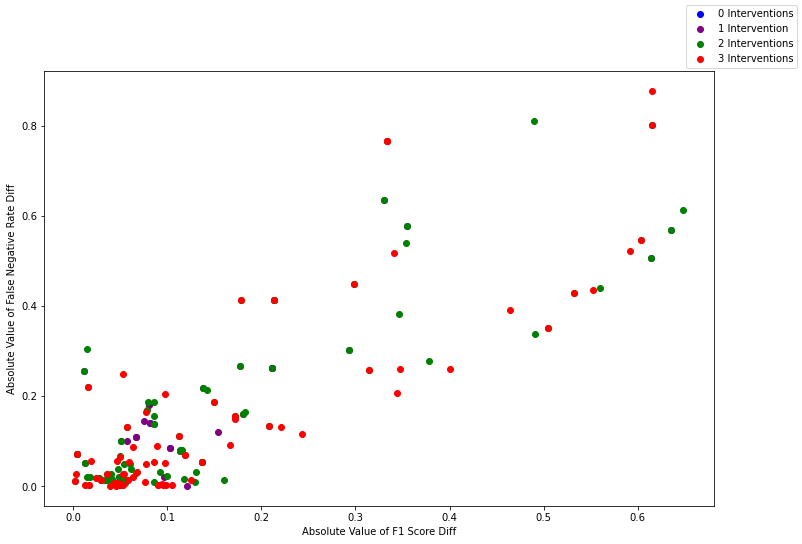 0 Interventions
1 Intervention
2 Interventions
3 Interventions
Absolute Value of False Negative Rate Diff
0.8
0.6
0.4
0.2
0.0
0.0 0.1 0.2 0.3 0.4 0.5 0.6
Absolute Value of F1 Score Diff